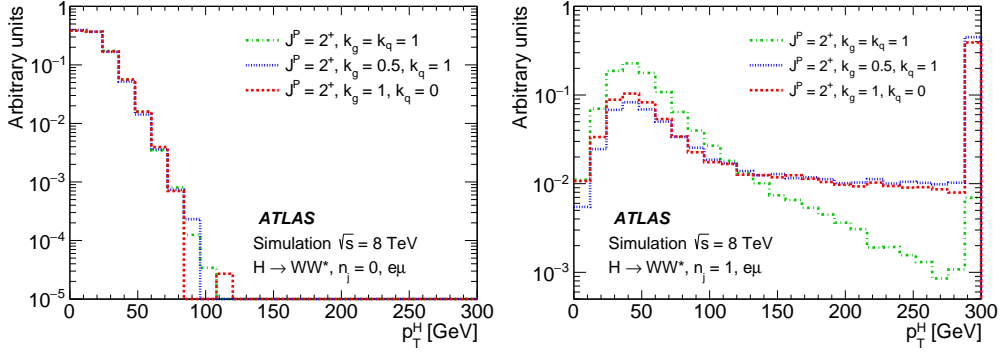 Arbitrary units
10⁻¹
10⁻²
10⁻³
10⁻⁴
10⁻⁵
J^P = 2⁺, k_g = k_q = 1
J^P = 2⁺, k_g = 0.5, k_q = 1
J^P = 2⁺, k_g = 1, k_q = 0
ATLAS
Simulation √s = 8 TeV
H → WW*, n_j = 0, eμ
0 50 100 150 200 250 300
p_T^H [GeV]
Arbitrary units
1
10⁻¹
10⁻²
10⁻³
J^P = 2⁺, k_g = k_q = 1
J^P = 2⁺, k_g = 0.5, k_q = 1
J^P = 2⁺, k_g = 1, k_q = 0
ATLAS
Simulation √s = 8 TeV
H → WW*, n_j = 1, eμ
0 50 100 150 200 250 300
p_T^H [GeV]